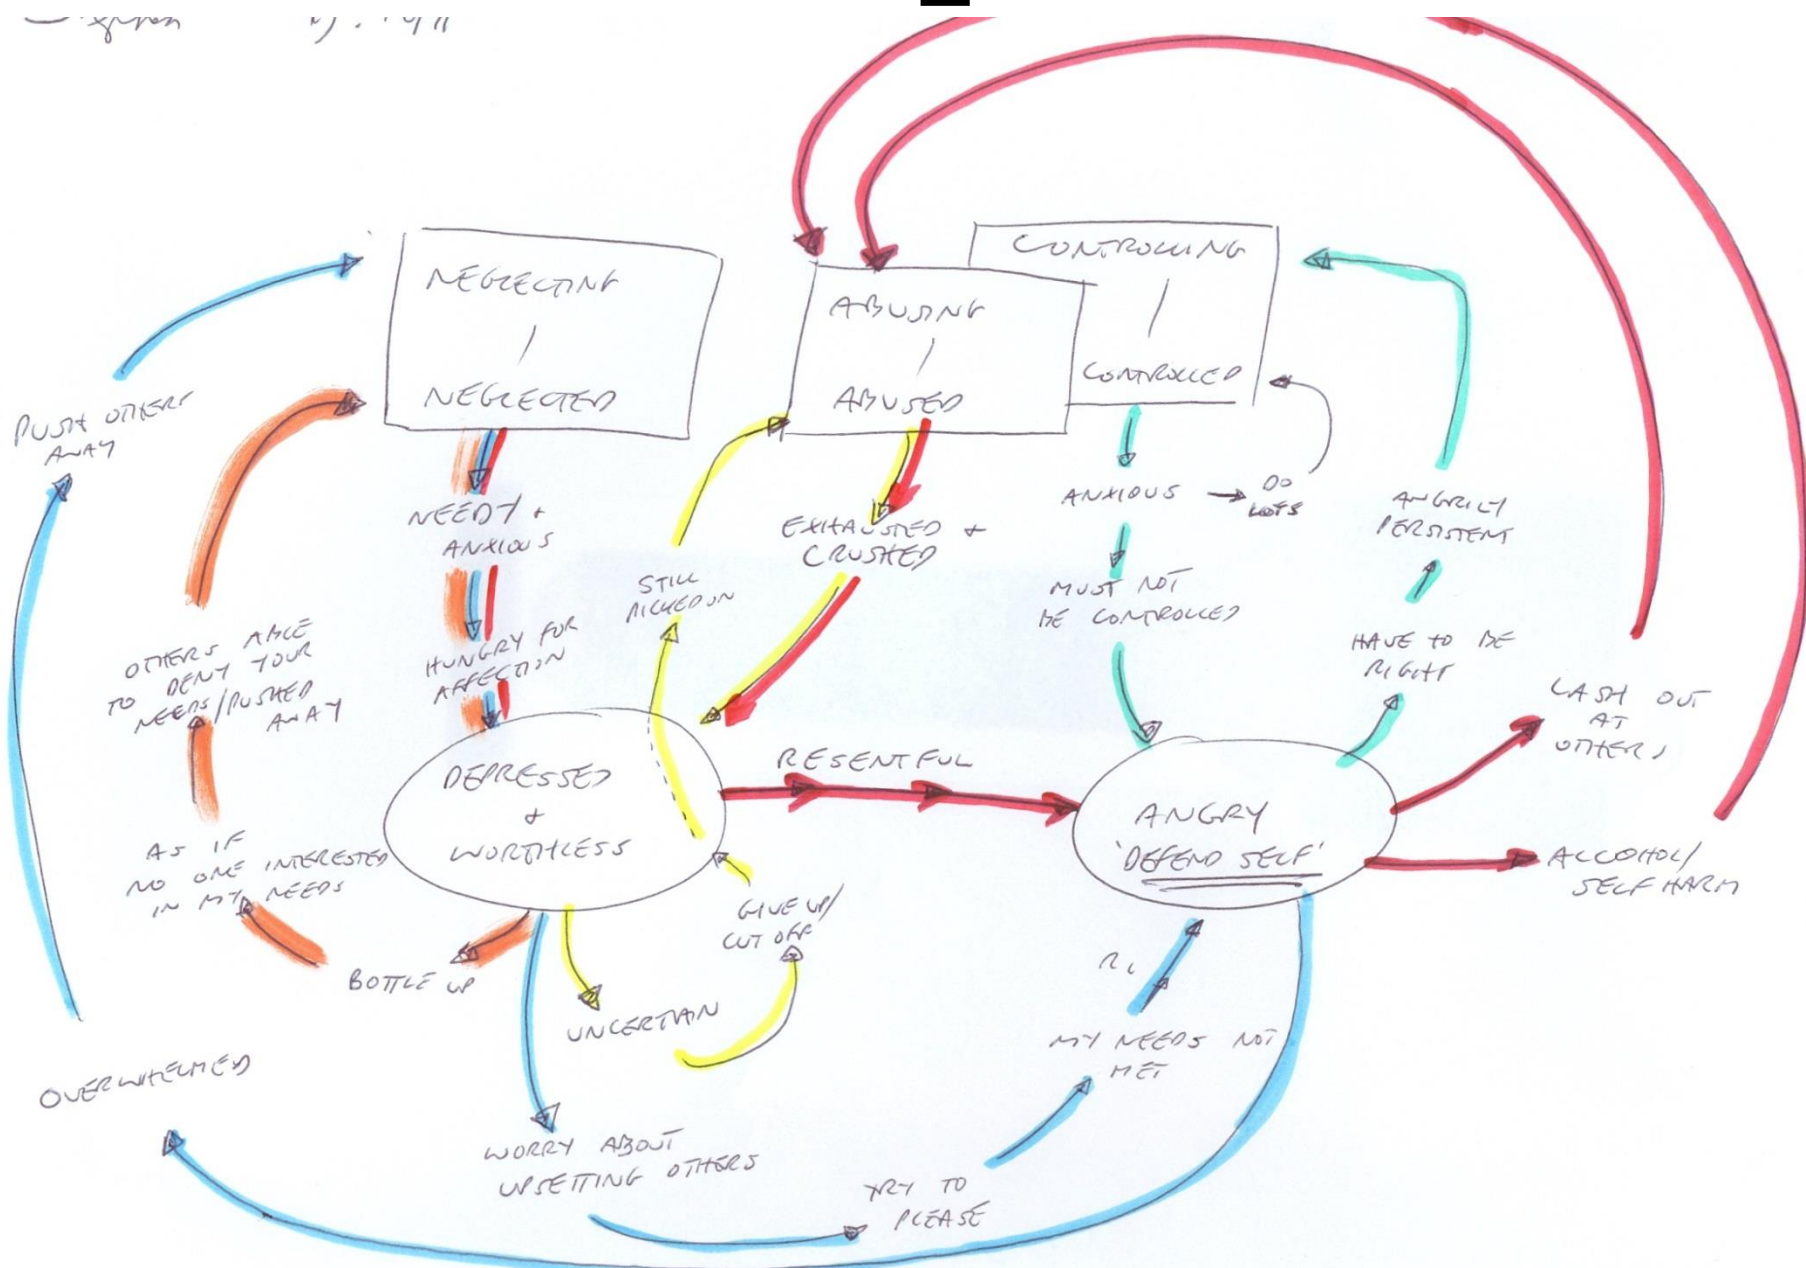 CONTROLLING
/
CONTROLLED
NEGLECTING
/
NEGLECTED
ABUSING
/
ABUSED
PUSH OTHERS
AWAY
NEEDY +
ANXIOUS
EXHAUSTED +
CRUSHED
ANXIOUS
DO
LOTS
ANGRILY
PERSISTENT
STILL
PICKED ON
MUST NOT
BE CONTROLLED
HUNGRY FOR
AFFECTION
HAVE TO BE
RIGHT
OTHERS ABLE
TO DENY YOUR
NEEDS/PUSHED
AWAY
LASH OUT
AT
OTHERS
RESENTFUL
DEPRESSED
+
WORTHLESS
ANGRY
'DEFEND SELF'
AS IF
NO ONE INTERESTED
IN MY NEEDS
ALCOHOL/
SELF HARM
GIVE UP/
CUT OFF
BOTTLE UP
UNCERTAIN
MY NEEDS NOT
MET
OVERWHELMED
WORRY ABOUT
UPSETTING OTHERS
TRY TO
PLEASE